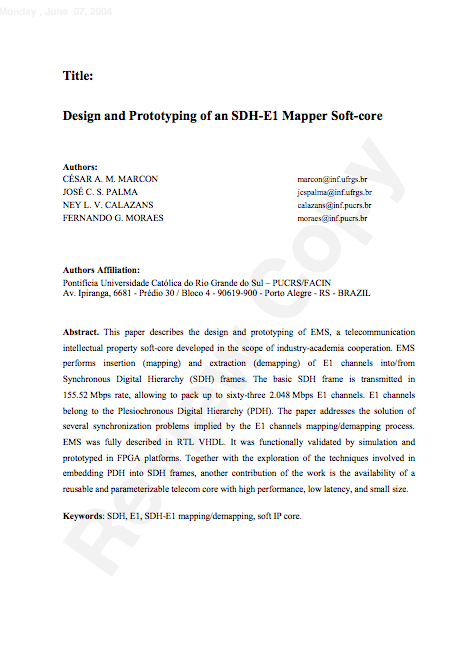 Monday , June 07, 2004
Title:
Design and Prototyping of an SDH-E1 Mapper Soft-core
Authors:
CÉSAR A. M. MARCON marcon@inf.ufrgs.br
JOSÉ C. S. PALMA jcspalma@inf.ufrgs.br
NEY L. V. CALAZANS calazans@inf.pucrs.br
FERNANDO G. MORAES moraes@inf.pucrs.br
Authors Affiliation:
Pontifícia Universidade Católica do Rio Grande do Sul – PUCRS/FACIN
Av. Ipiranga, 6681 - Prédio 30 / Bloco 4 - 90619-900 - Porto Alegre - RS - BRAZIL
Abstract. This paper describes the design and prototyping of EMS, a telecommunication
intellectual property soft-core developed in the scope of industry-academia cooperation. EMS
performs insertion (mapping) and extraction (demapping) of E1 channels into/from
Synchronous Digital Hierarchy (SDH) frames. The basic SDH frame is transmitted in
155.52 Mbps rate, allowing to pack up sixty-three 2.048 Mbps E1 channels. E1 channels
belong to the Plesiochronous Digital Hierarchy (PDH). The paper addresses the solution of
several synchronization problems implied by the E1 channels mapping/demapping process.
EMS was fully described in RTL VHDL. It was functionally validated by simulation and
prototyped in FPGA platforms. Together with the exploration of the techniques involved in
embedding PDH into SDH frames, another contribution of the work is the availability of a
reusable and parameterizable telecom core with high performance, low latency, and small size.
Keywords: SDH, E1, SDH-E1 mapping/demapping, soft IP core.
Review Copy